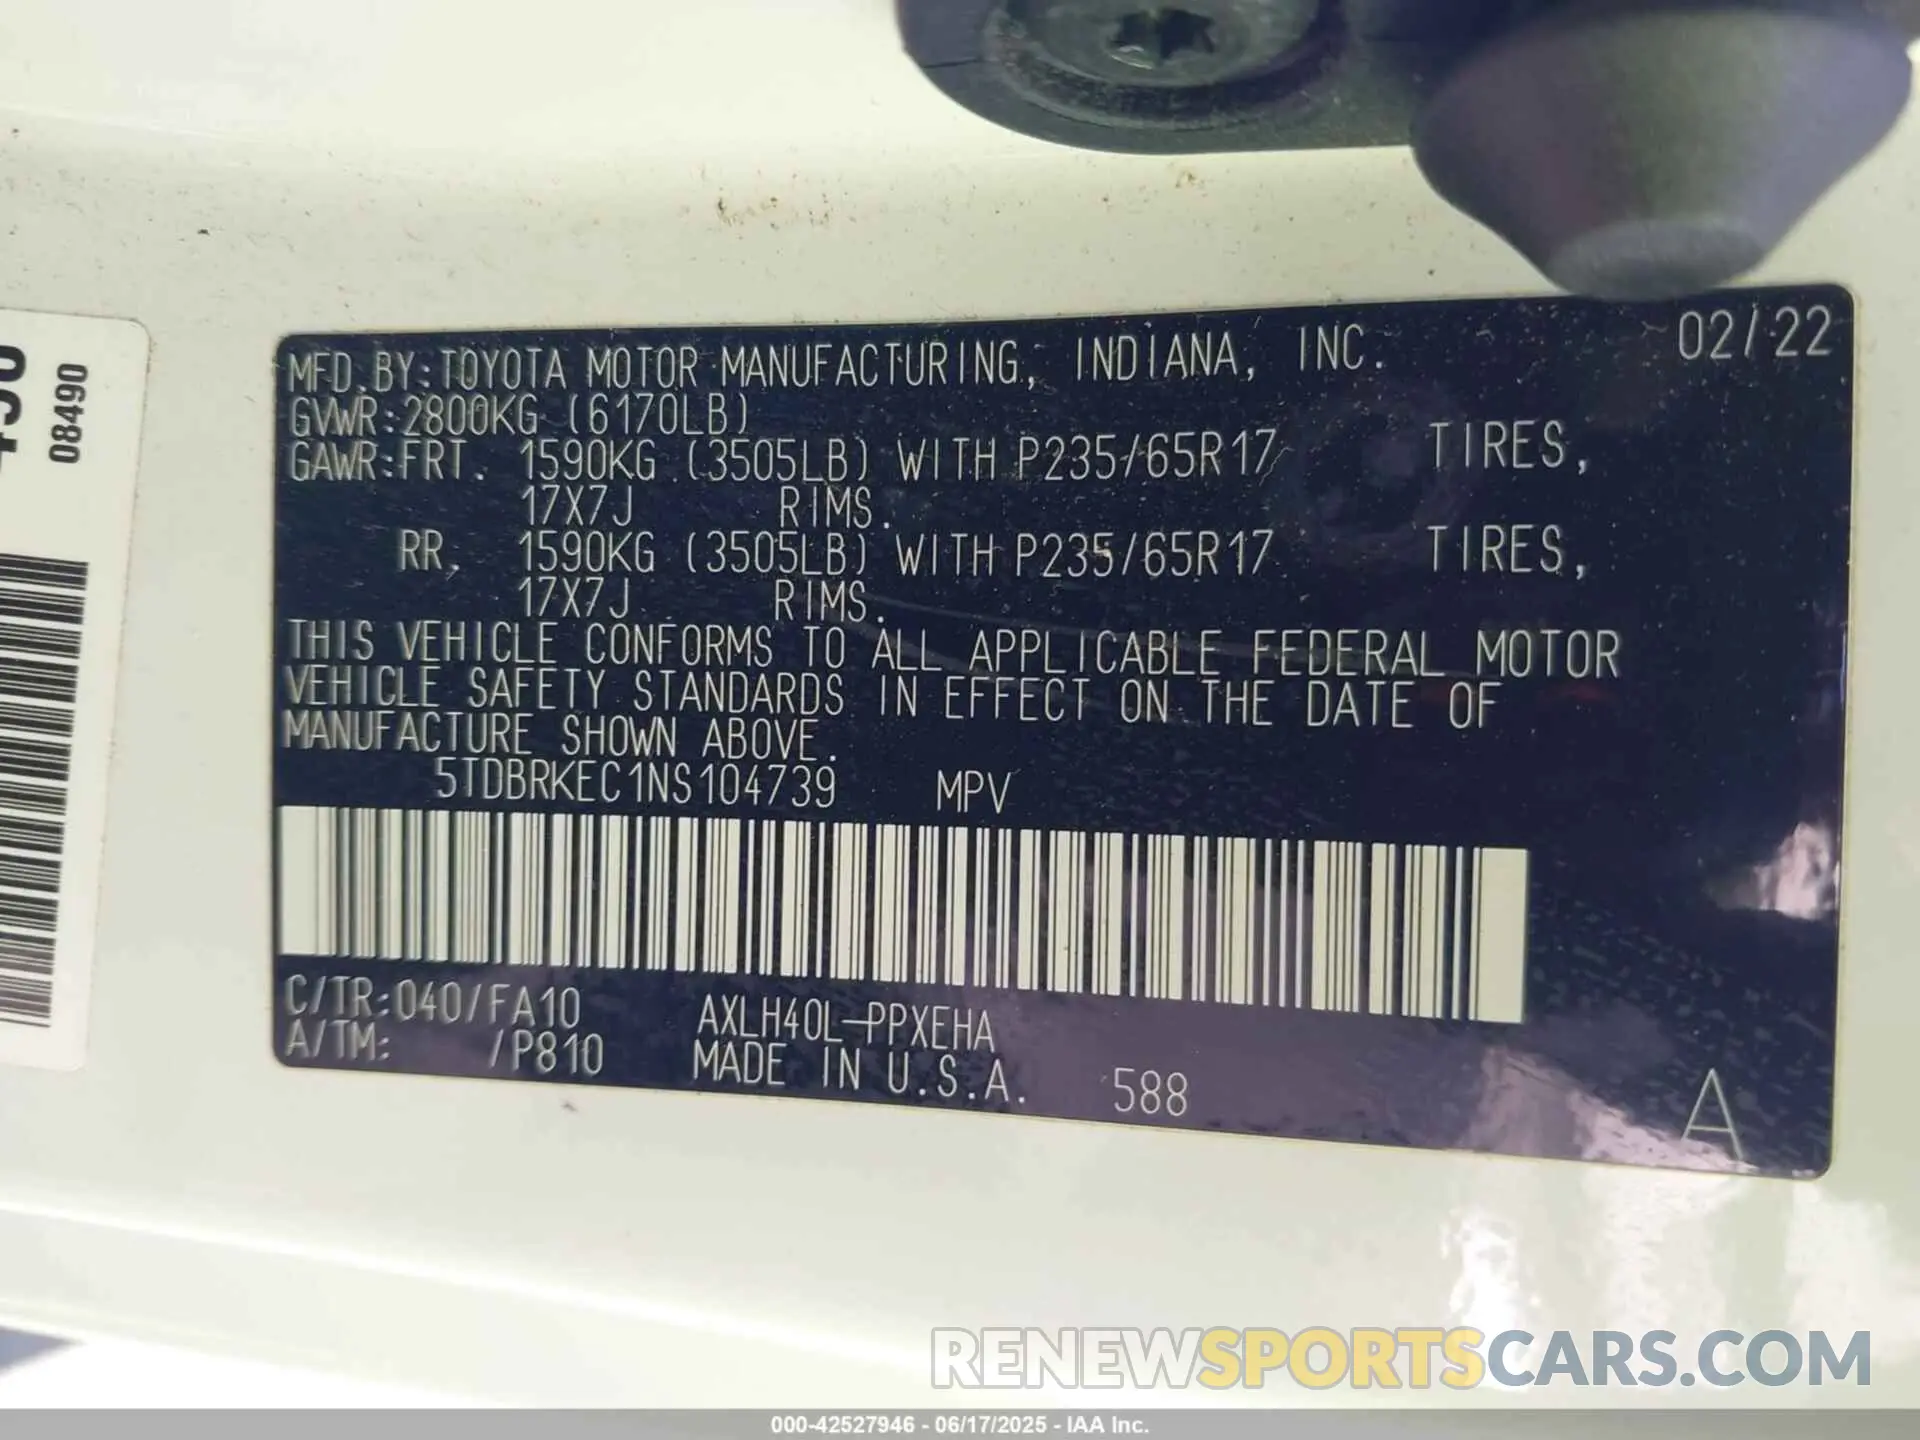 MFD.BY:TOYOTA MOTOR MANUFACTURING, INDIANA, INC. 02/22
GVWR:2800KG (6170LB)
GAWR:FRT. 1590KG (3505LB) WITH P235/65R17 TIRES,
17X7J RIMS.
RR. 1590KG (3505LB) WITH P235/65R17 TIRES,
17X7J RIMS.
THIS VEHICLE CONFORMS TO ALL APPLICABLE FEDERAL MOTOR
VEHICLE SAFETY STANDARDS IN EFFECT ON THE DATE OF
MANUFACTURE SHOWN ABOVE.
5TDBRKEC1NS104739 MPV
C/TR:040/FA10 AXLH40L-PPXEHA
A/TM: /P810 MADE IN U.S.A. 588 A
08490
RENEWSPORTSCARS.COM
000-42527946 - 06/17/2025 - IAA Inc.